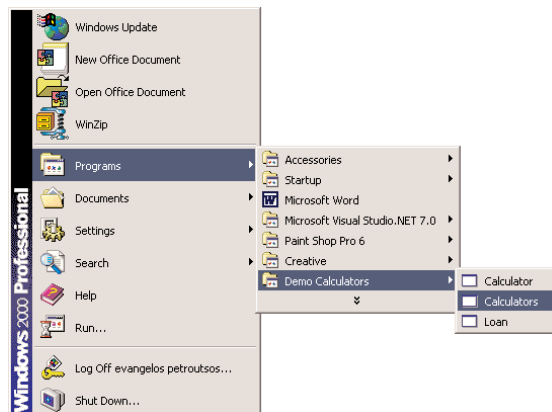 Windows Update
New Office Document
Open Office Document
WinZip
Programs
Documents
Settings
Search
Help
Run...
Log Off evangelos petroutsos...
Shut Down...
Windows 2000 Professional
Accessories
Startup
Microsoft Word
Microsoft Visual Studio.NET 7.0
Paint Shop Pro 6
Creative
Demo Calculators
Calculator
Calculators
Loan